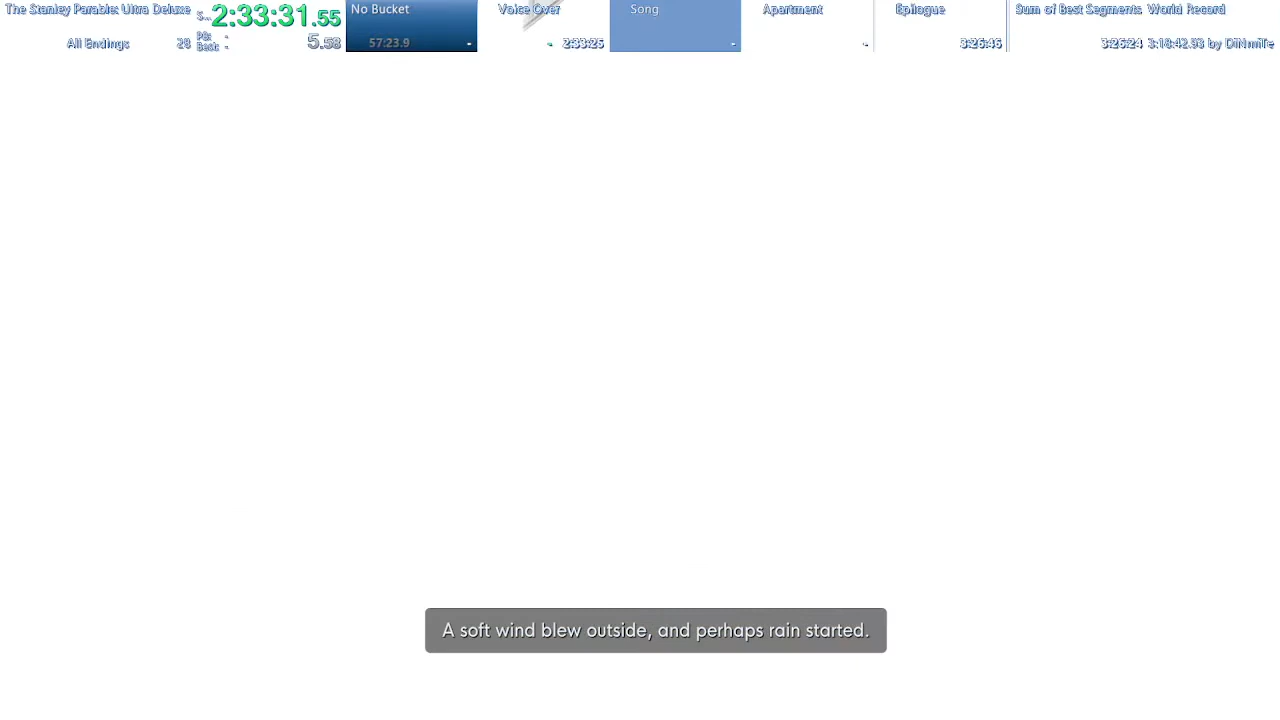 The Stanley Parable: Ultra Deluxe
All Endings 28
S...
2:33:31.55
PB: -
Best: -
5.58
No Bucket
57:23.9 -
Voice Over
- 2:33:25
Song
-
Apartment
-
Epilogue
3:26:46
Sum of Best Segments
3:26:24
World Record
3:18:42.93 by DiNmiTe
A soft wind blew outside, and perhaps rain started.